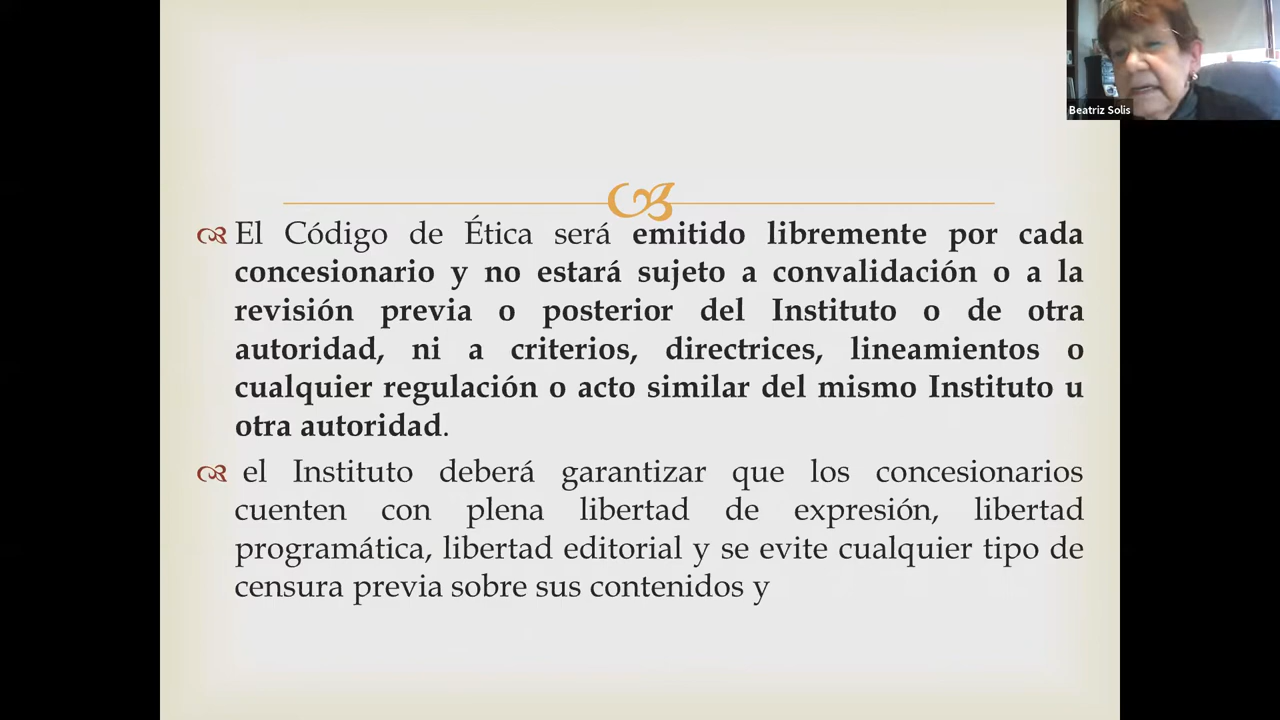 Beatriz Solis
El Código de Ética será emitido libremente por cada
concesionario y no estará sujeto a convalidación o a la
revisión previa o posterior del Instituto o de otra
autoridad, ni a criterios, directrices, lineamientos o
cualquier regulación o acto similar del mismo Instituto u
otra autoridad.
el Instituto deberá garantizar que los concesionarios
cuenten con plena libertad de expresión, libertad
programática, libertad editorial y se evite cualquier tipo de
censura previa sobre sus contenidos y